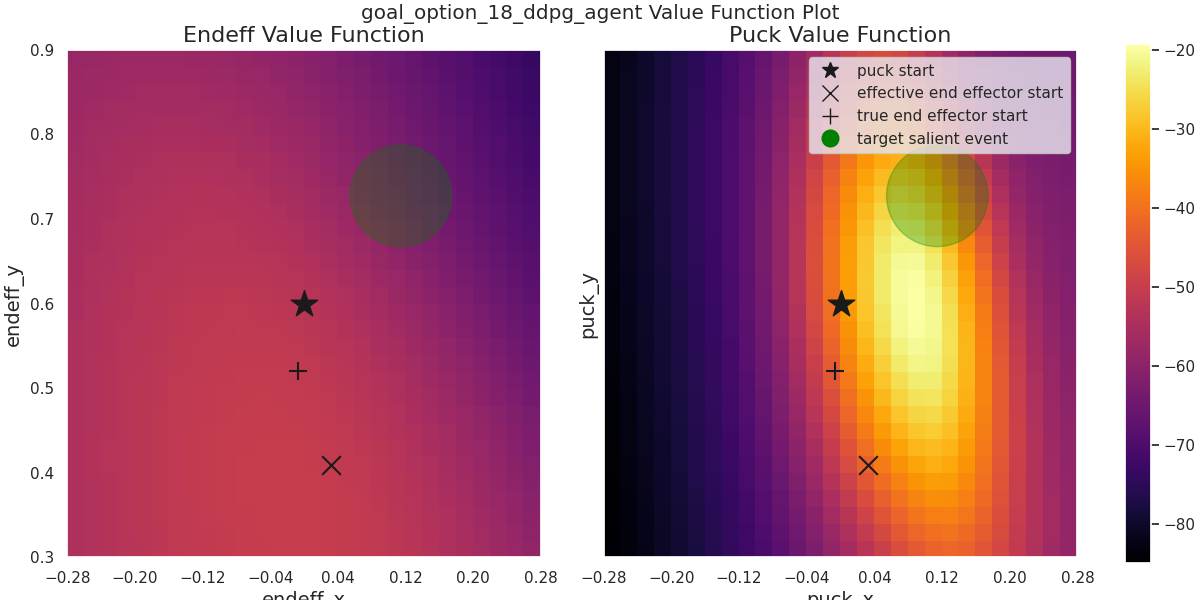 goal_option_18_ddpg_agent Value Function Plot
Endeff Value Function
Puck Value Function
puck start
effective end effector start
true end effector start
target salient event
endeff_y
0.9
0.8
0.7
0.6
0.5
0.4
0.3
−0.28 −0.20 −0.12 −0.04 0.04 0.12 0.20 0.28
endeff_x
puck_y
−0.28 −0.20 −0.12 −0.04 0.04 0.12 0.20 0.28
puck_x
−20
−30
−40
−50
−60
−70
−80